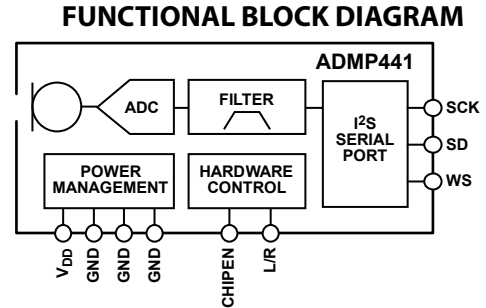 FUNCTIONAL BLOCK DIAGRAM
ADMP441
ADC
FILTER
I²S
SERIAL
PORT
SCK
SD
WS
POWER
MANAGEMENT
HARDWARE
CONTROL
VDD
GND
GND
GND
CHIPEN
L/R